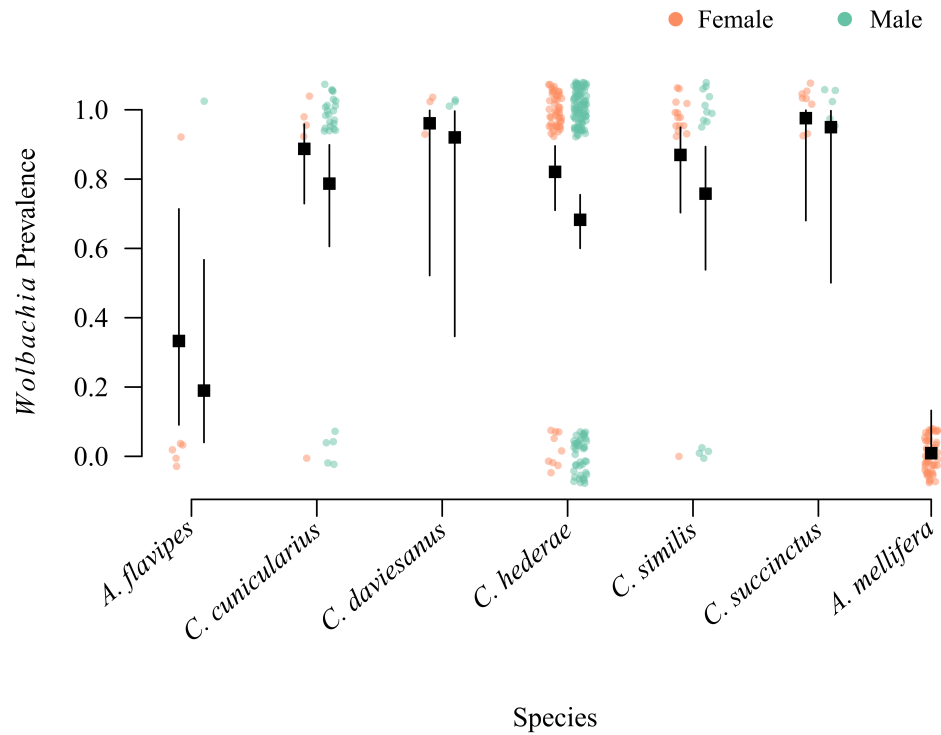 Female Male
Wolbachia Prevalence
1.0
0.8
0.6
0.4
0.2
0.0
A. flavipes
C. cunicularius
C. daviesanus
C. hederae
C. similis
C. succinctus
A. mellifera
Species